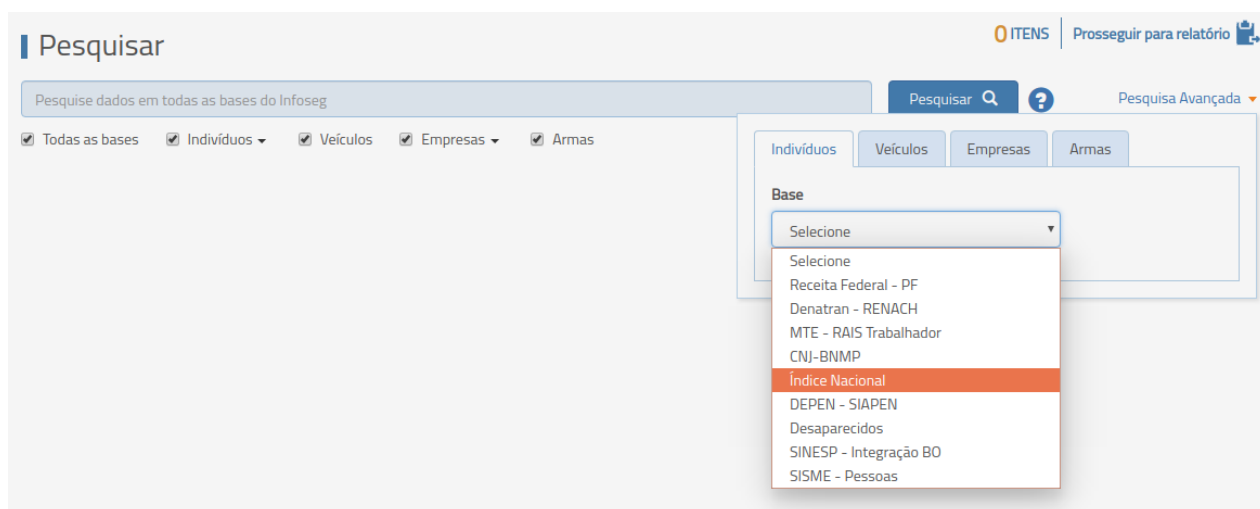 Pesquisar
0 ITENS
Prosseguir para relatório
Pesquise dados em todas as bases do Infoseg
Pesquisar
?
Pesquisa Avançada
Todas as bases
Indivíduos
Veículos
Empresas
Armas
Indivíduos
Veículos
Empresas
Armas
Base
Selecione
Selecione
Receita Federal - PF
Denatran - RENACH
MTE - RAIS Trabalhador
CNJ-BNMP
Índice Nacional
DEPEN - SIAPEN
Desaparecidos
SINESP - Integração BO
SISME - Pessoas